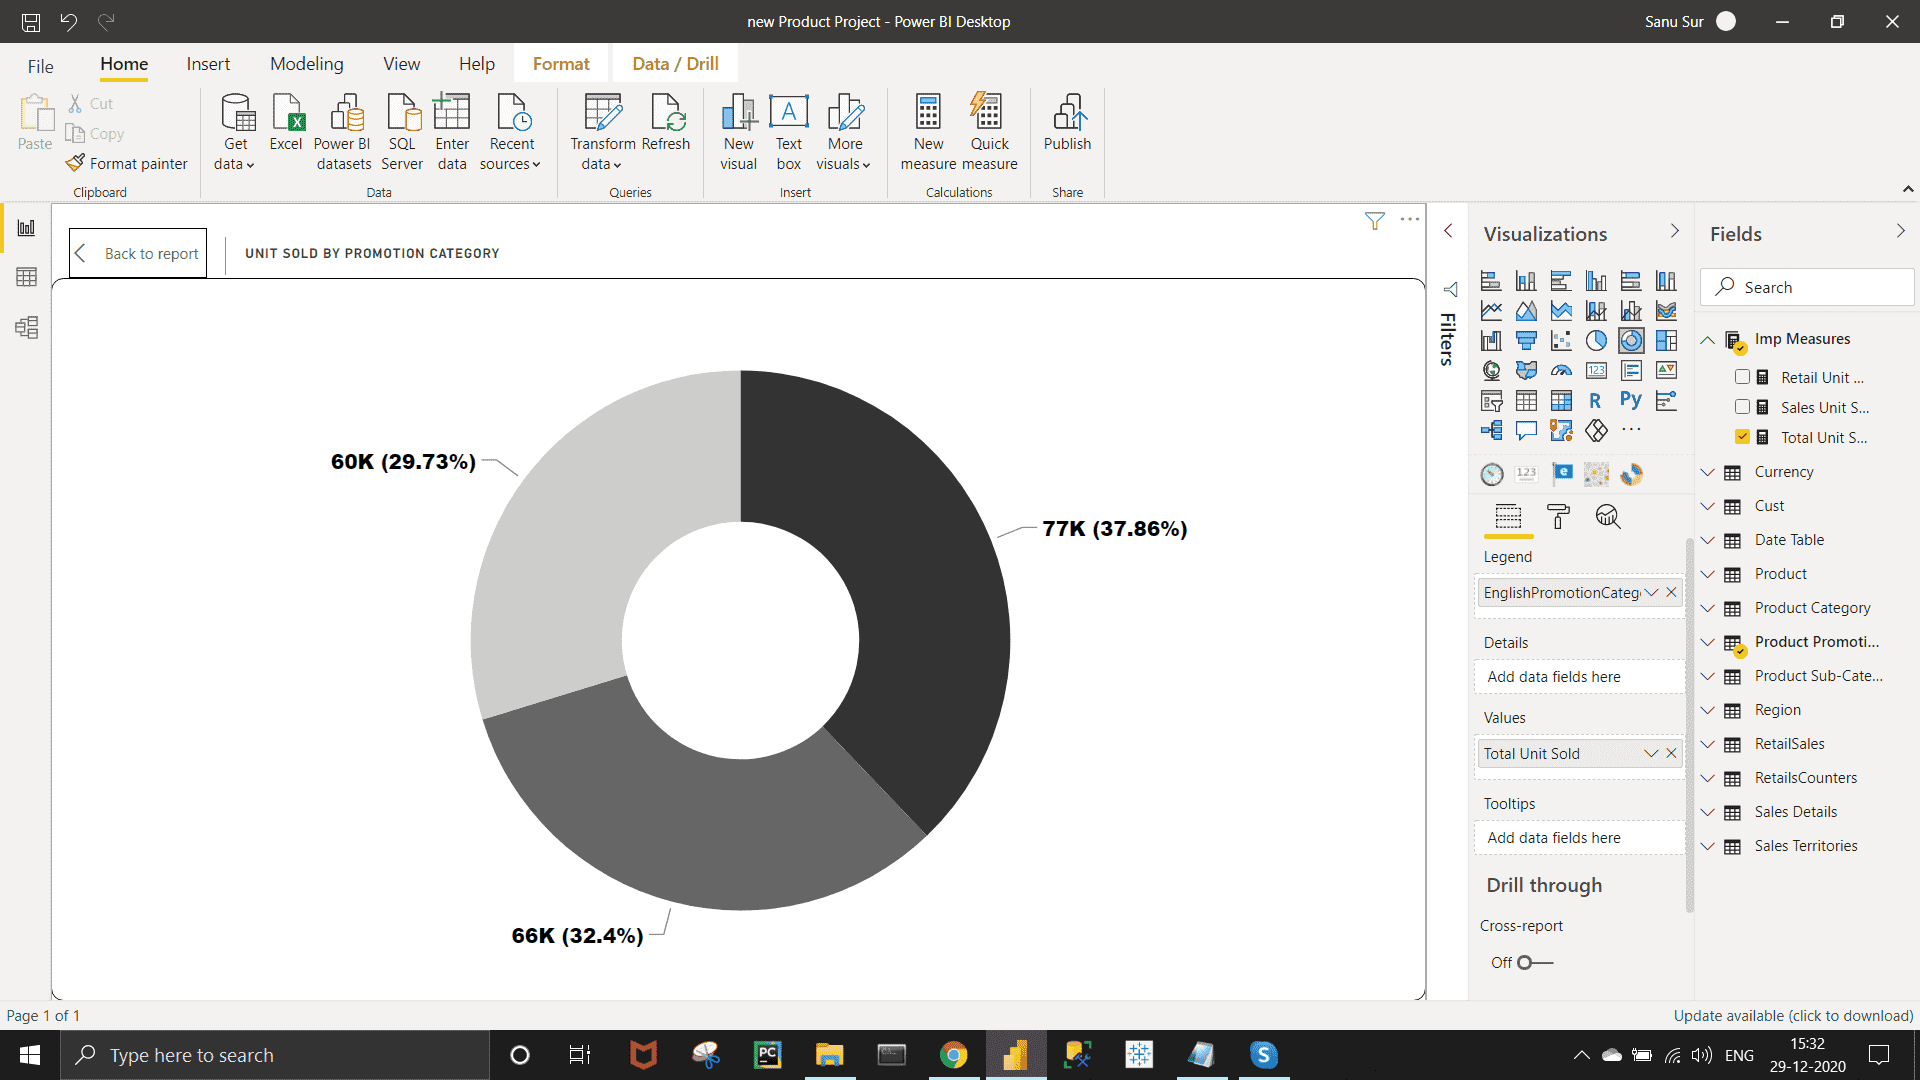 new Product Project - Power BI Desktop
Sanu Sur
File
Home
Insert
Modeling
View
Help
Format
Data / Drill
Paste
Cut
Copy
Format painter
Clipboard
Get
data
Excel
Power BI
datasets
SQL
Server
Enter
data
Recent
sources
Data
Transform
data
Refresh
Queries
New
visual
Text
box
More
visuals
Insert
New
measure
Quick
measure
Calculations
Publish
Share
Back to report
UNIT SOLD BY PROMOTION CATEGORY
60K (29.73%)
77K (37.86%)
66K (32.4%)
Filters
Visualizations
123
R
Py
123
Legend
EnglishPromotionCateg
Details
Add data fields here
Values
Total Unit Sold
Tooltips
Add data fields here
Drill through
Cross-report
Off
Fields
Search
Imp Measures
Retail Unit ...
Sales Unit S...
Total Unit S...
Currency
Cust
Date Table
Product
Product Category
Product Promoti...
Product Sub-Cate...
Region
RetailSales
RetailsCounters
Sales Details
Sales Territories
Page 1 of 1
Update available (click to download)
Type here to search
PC
S
ENG
15:32
29-12-2020